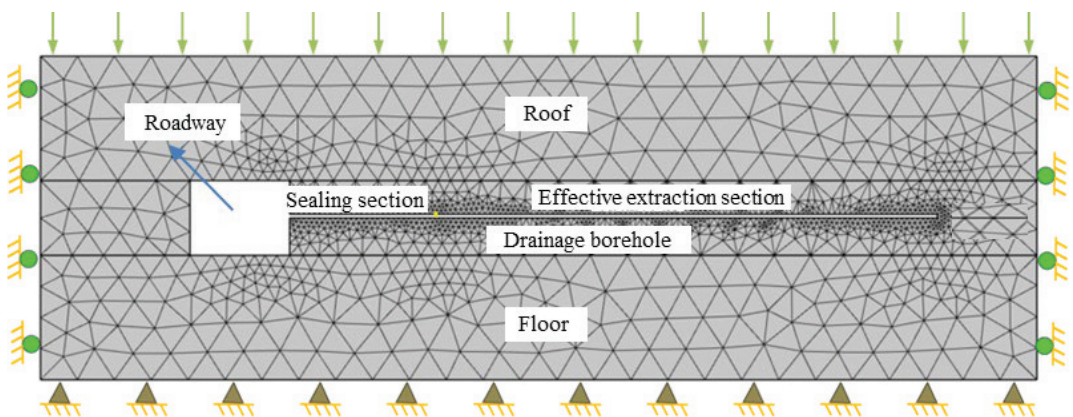 Roof
Roadway
Sealing section
Effective extraction section
Drainage borehole
Floor